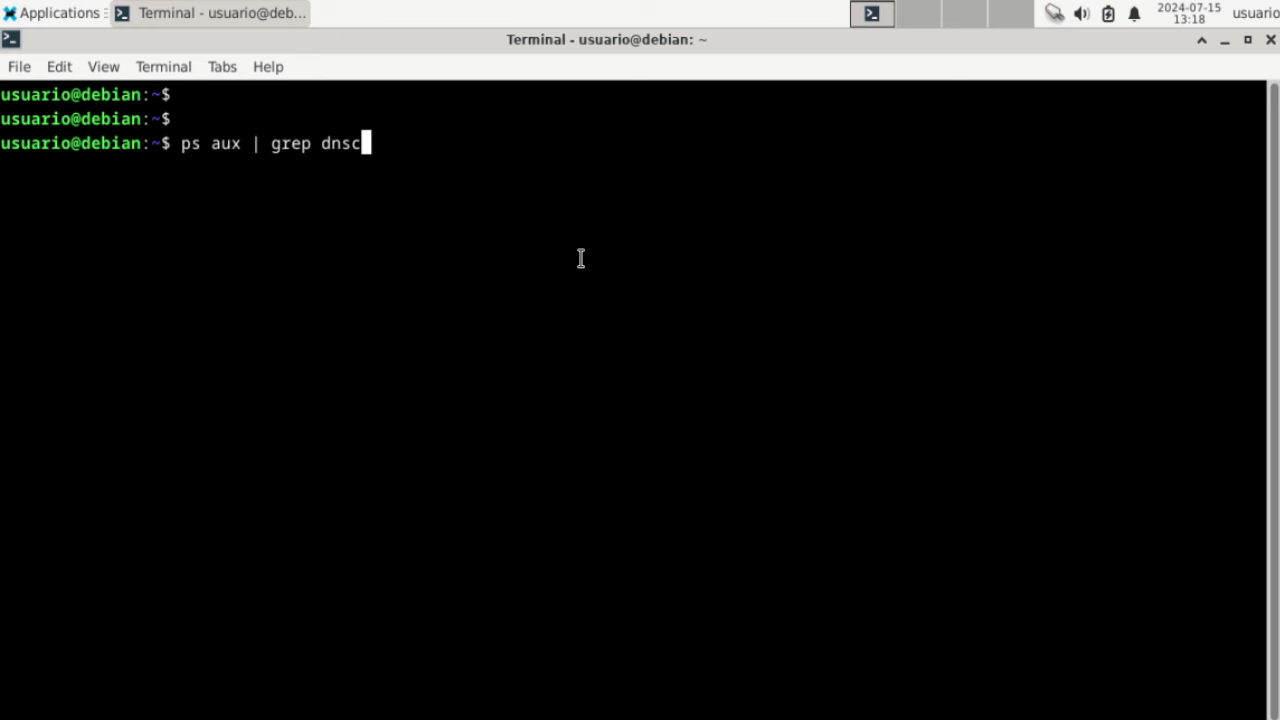 Applications
Terminal - usuario@deb...
2024-07-15
13:18
usuario
Terminal - usuario@debian: ~
File Edit View Terminal Tabs Help
usuario@debian:~$
usuario@debian:~$
usuario@debian:~$ ps aux | grep dnsc